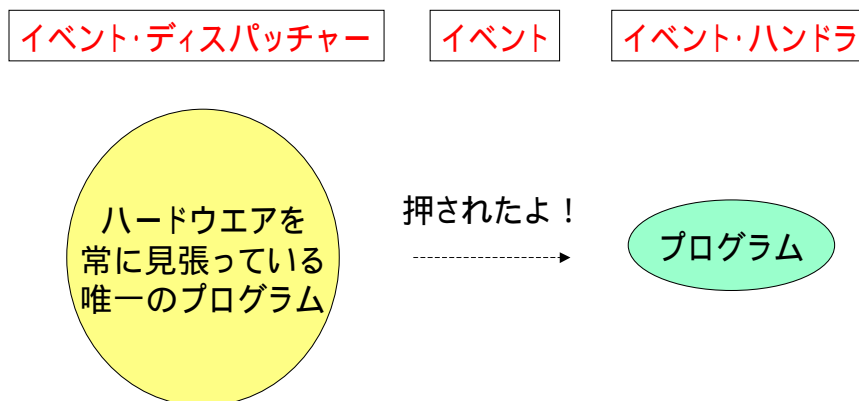 イベント・ディスパッチャー
イベント
イベント・ハンドラ
ハードウエアを
常に見張っている
唯一のプログラム
押されたよ！
プログラム